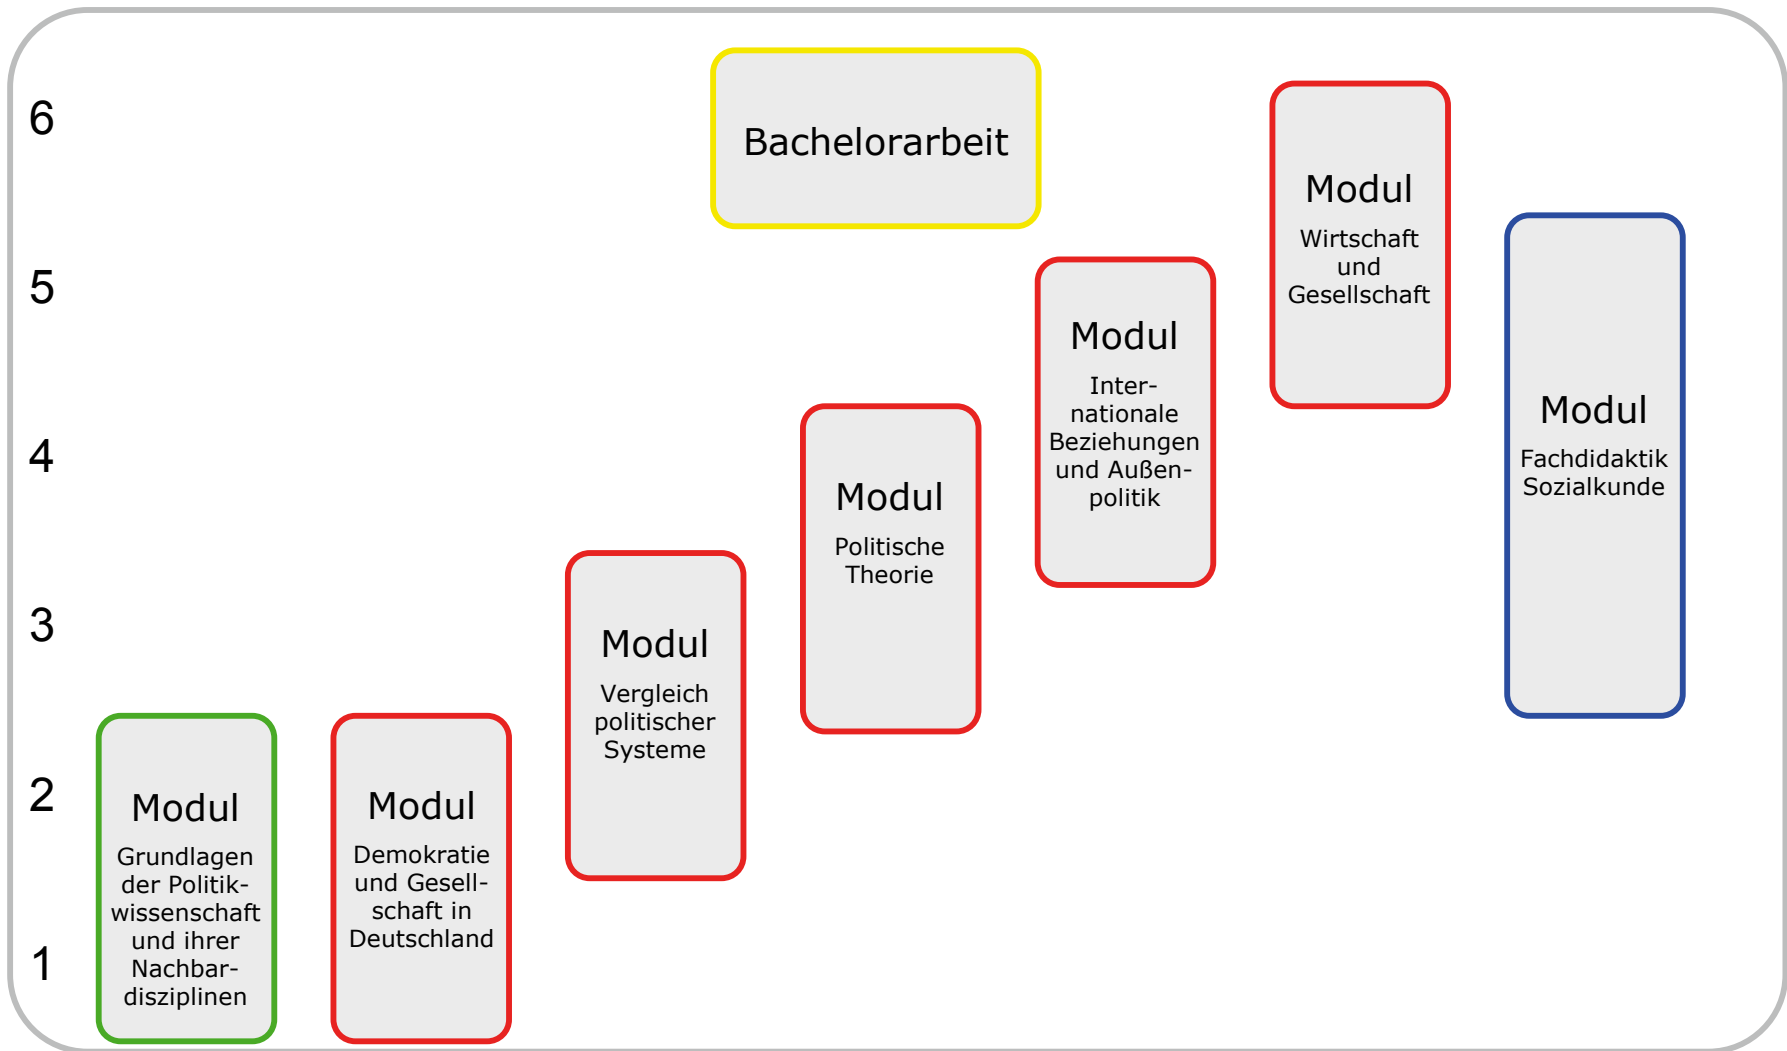 6
5
4
3
2
1
Bachelorarbeit
Modul
Grundlagen
der Politik-
wissenschaft
und ihrer
Nachbar-
disziplinen
Modul
Demokratie
und Gesell-
schaft in
Deutschland
Modul
Vergleich
politischer
Systeme
Modul
Politische
Theorie
Modul
Inter-
nationale
Beziehungen
und Außen-
politik
Modul
Wirtschaft
und
Gesellschaft
Modul
Fachdidaktik
Sozialkunde